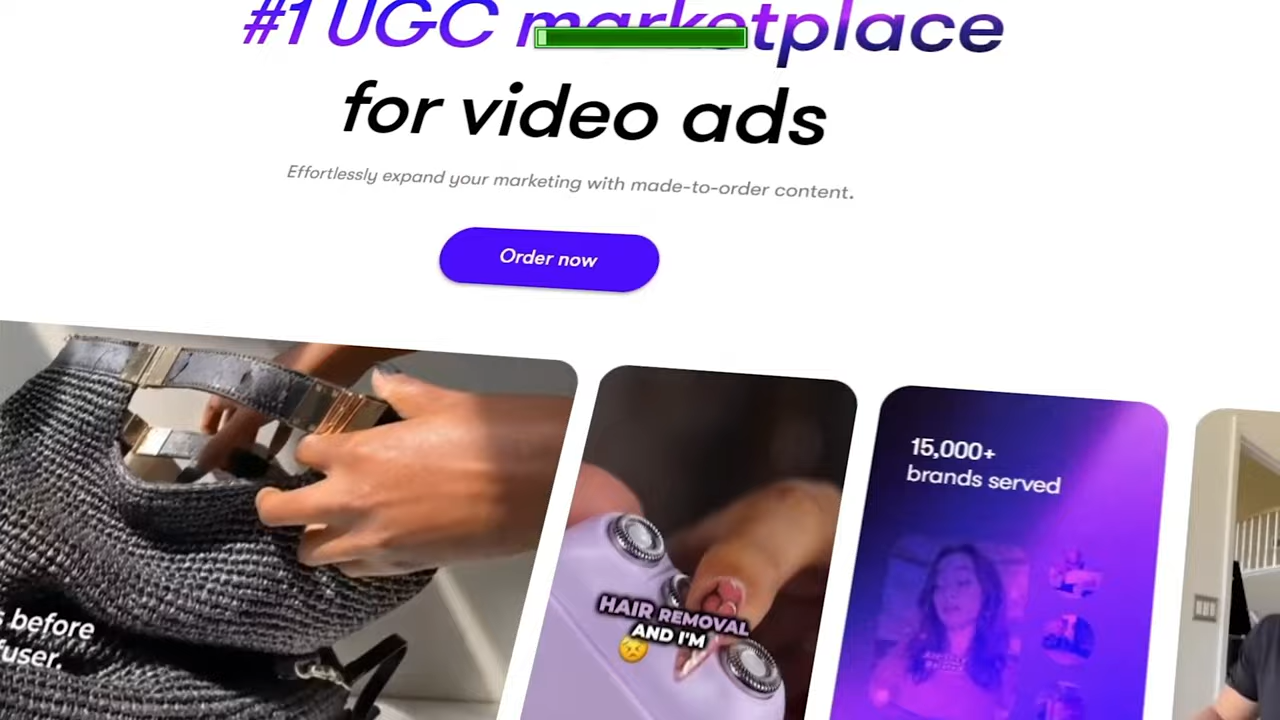 #1 UGC marketplace
for video ads
Effortlessly expand your marketing with made-to-order content.
Order now
15,000+
brands served
HAIR REMOVAL
AND I'M
before